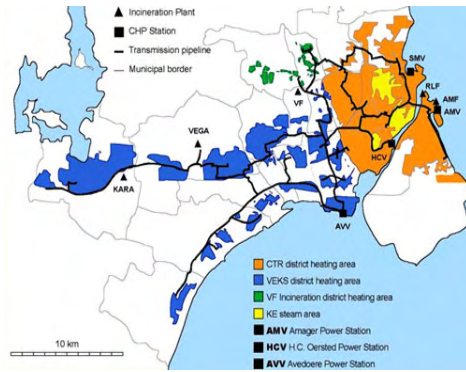 Incineration Plant
CHP Station
Transmission pipeline
Municipal border
SMV
RLF
AMF
AMV
VF
VEGA
HCV
KARA
AVV
CTR district heating area
VEKS district heating area
VF Incineration district heating area
KE steam area
AMV Amager Power Station
HCV H.C. Oersted Power Station
AVV Avedoere Power Station
10 km